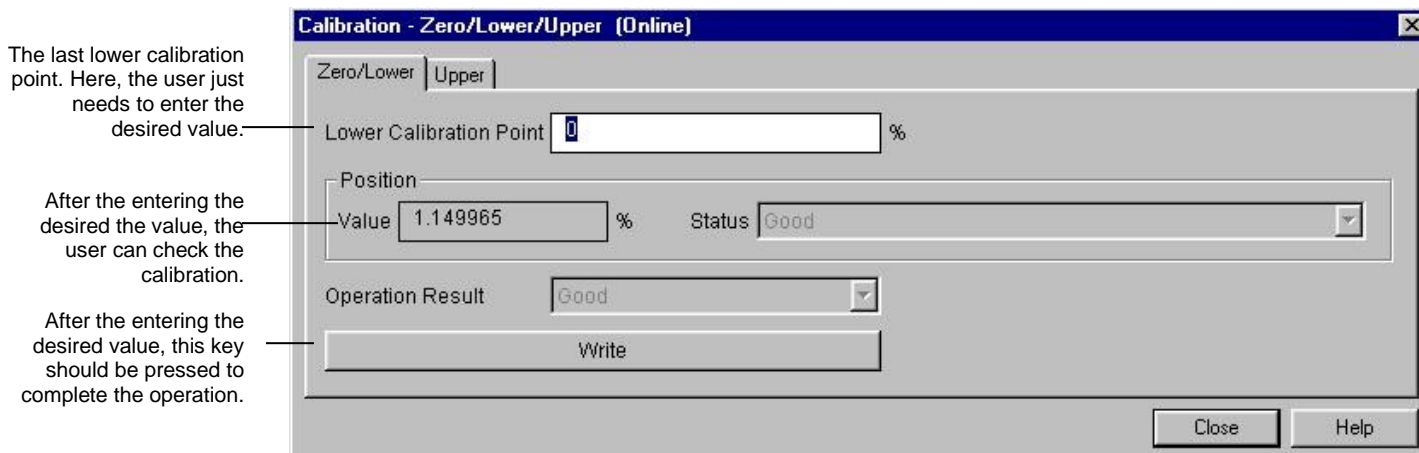 Calibration - Zero/Lower/Upper (Online)
The last lower calibration
point. Here, the user just
needs to enter the
desired value.
Zero/Lower Upper
Lower Calibration Point 0 %
After the entering the
desired the value, the
user can check the
calibration.
Position
Value 1.149965 % Status Good
Operation Result Good
After the entering the
desired value, this key
should be pressed to
complete the operation.
Write
Close Help